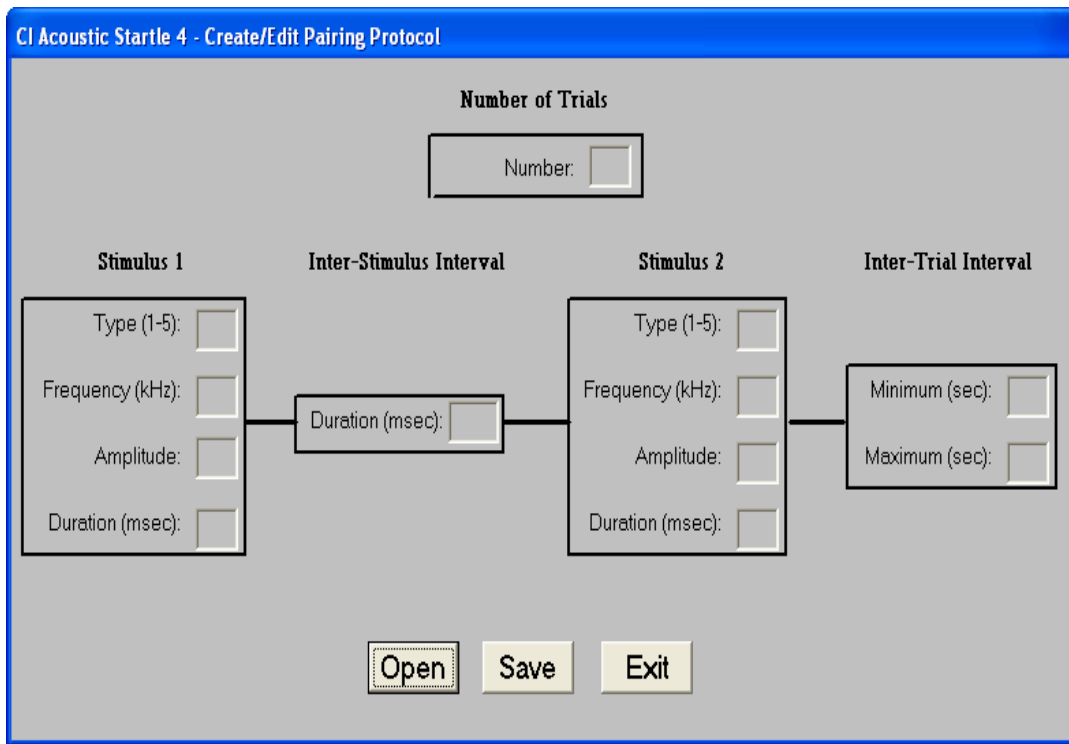 CI Acoustic Startle 4 - Create/Edit Pairing Protocol
Number of Trials
Number:
Stimulus 1
Inter-Stimulus Interval
Stimulus 2
Inter-Trial Interval
Type (1-5):
Frequency (kHz):
Amplitude:
Duration (msec):
Duration (msec):
Type (1-5):
Frequency (kHz):
Amplitude:
Duration (msec):
Minimum (sec):
Maximum (sec):
Open
Save
Exit